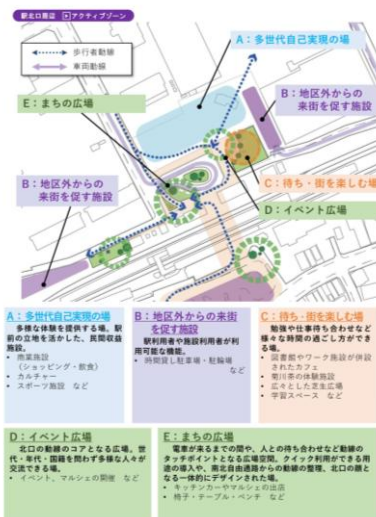 駅北口周辺 ▶アクティブゾーン
歩行者動線
車両動線
A:多世代自己実現の場
B:地区外からの
来街を促す施設
E:まちの広場
C:待ち・街を楽しむ場
D:イベント広場
B:地区外からの
来街を促す施設
A:多世代自己実現の場
多様な体験を提供する場。駅
前の立地を活かした、民間収益
施設。
• 商業施設
(ショッピング・飲食)
• カルチャー
• スポーツ施設 など
B:地区外からの来街
を促す施設
駅利用者や施設利用者が利
用可能な機能。
• 時間貸し駐車場・駐輪場
など
C:待ち・街を楽しむ場
勉強や仕事待ち合わせなど
様々な時間の過ごし方ができ
る場。
• 図書館やワーク施設が併設
されたカフェ
• 菊川茶の体験施設
• 広々とした芝生広場
• 学習スペース など
D:イベント広場
北口の動線のコアとなる広場。世
代・年代・国籍を問わず多様な人々が
交流できる場。
• イベント、マルシェの開催 など
E:まちの広場
電車が来るまでの間や、人との待ち合わせなど動線の
タッチポイントとなる広場空間。クイック利用ができる用
途の導入や、南北自由通路からの動線の整理、北口の顔と
なる一体的にデザインされた場。
• キッチンカーやマルシェの出店
• 椅子・テーブル・ベンチ など